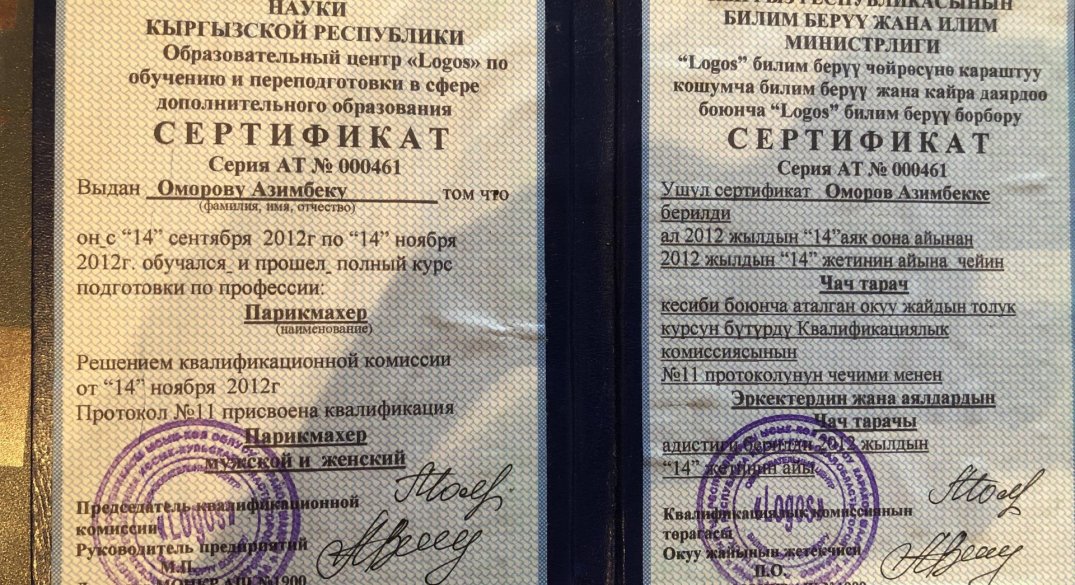 НАУКИ
КЫРГЫЗСКОЙ РЕСПУБЛИКИ
Образовательный центр «Logos» по
обучению и переподготовки в сфере
дополнительного образования
СЕРТИФИКАТ
Серия АТ № 000461
Выдан Оморову Азимбеку том что
(фамилия, имя, отчество)
он с “14” сентября 2012г по “14” ноября
2012г. обучался и прошел полный курс
подготовки по профессии:
Парикмахер
(наименование)
Решением квалификационной комиссии
от “14” ноября 2012г
Протокол №11 присвоена квалификация
Парикмахер
мужской и женский
Председатель квалификационной
комиссии
Руководитель предприятий
М.П.
«Logos»
КЫРГЫЗ РЕСПУБЛИКАСЫНЫН
БИЛИМ БЕРҮҮ ЖАНА ИЛИМ
МИНИСТРЛИГИ
“Logos” билим берүү чөйрөсүнө караштуу
кошумча билим берүү жана кайра даярдоо
боюнча “Logos” билим берүү борбору
СЕРТИФИКАТ
Серия АТ № 000461
Ушул сертификат Оморов Азимбекке
берилди
ал 2012 жылдын “14”аяк оона айынан
2012 жылдын “14” жетинин айына чейин
Чач тарач
кесиби боюнча аталган окуу жайдын толук
курсун бүтүрдү Квалификациялык
комиссиясынын
№11 протоколунун чечими менен
Эркектердин жана аялдардын
Чач тарачы
адистиги берилди 2012 жылдын
“14” жетинин айы
Квалификациялык комиссиянын
төрагасы
Окуу жайынын жетекчиси
П.О.
«Logos»